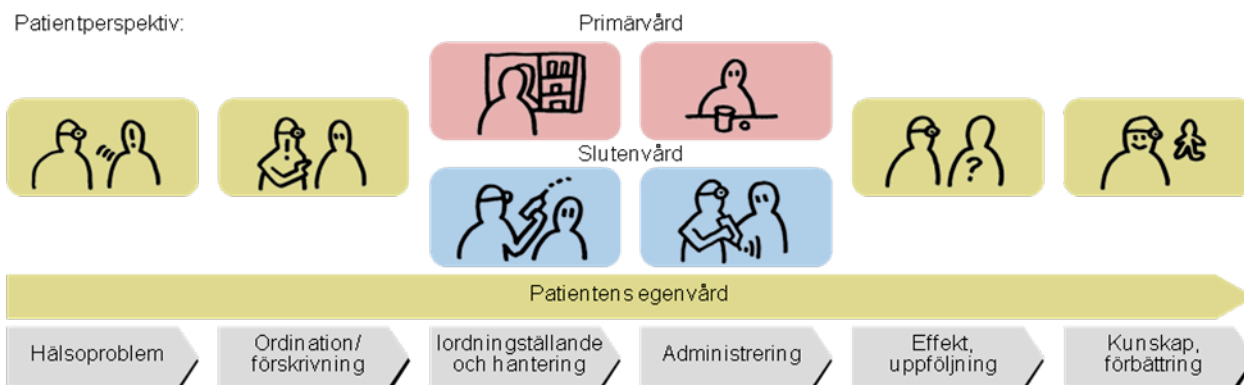 Patientperspektiv:
Primärvård
Slutenvård
?
Patientens egenvård
Hälsoproblem
Ordination/
förskrivning
Iordningställande
och hantering
Administrering
Effekt,
uppföljning
Kunskap,
förbättring